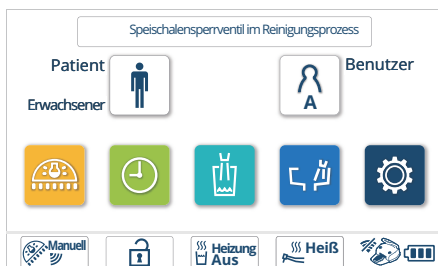 Speischalensperrventil im Reinigungsprozess
Patient
Benutzer
Erwachsener
A
Manuell
Heizung
Aus
Heiß